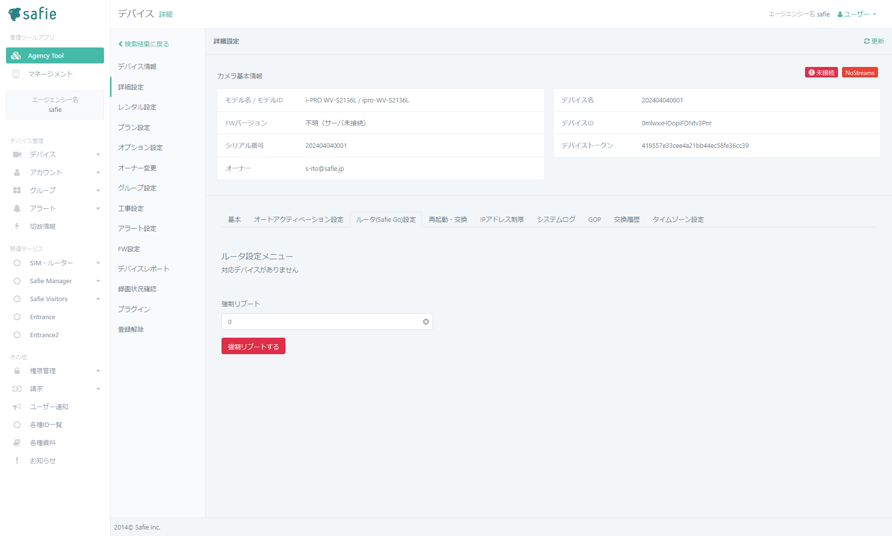 safie
管理ツールアプリ
Agency Tool
マネージメント
エージェンシー名
safie
デバイス管理
デバイス
アカウント
グループ
アラート
切断情報
映像サービス
SIM・ルーター
Safie Manager
Safie Visitors
Entrance
Entrance2
その他
権限管理
請求
ユーザー通知
各種ID一覧
各種資料
お知らせ
デバイス 詳細
エージェンシー名 safie ユーザー
検索結果に戻る
デバイス情報
詳細設定
レンタル設定
プラン設定
オプション設定
オーナー変更
グループ設定
工事設定
アラート設定
FW設定
デバイスレポート
録画状況確認
プラグイン
登録解除
詳細設定 更新
カメラ基本情報 未接続 NoStreams
モデル名 / モデルID i-PRO WV-S2136L / ipro-WV-S2136L
FWバージョン 不明（サーバ未接続）
シリアル番号 202404040001
オーナー s-ito@safie.jp
デバイス名 202404040001
デバイスID 0mlwxxHDopiFDNtv3Pnr
デバイストークン 419557e33cee4a21bb44ec58fe36cc39
基本 オートアクティベーション設定 ルータ(Safie Go)設定 再起動・交換 IPアドレス制限 システムログ GOP 交換履歴 タイムゾーン設定
ルータ設定メニュー
対応デバイスがありません
強制リブート
0
強制リブートする
2014© Safie Inc.